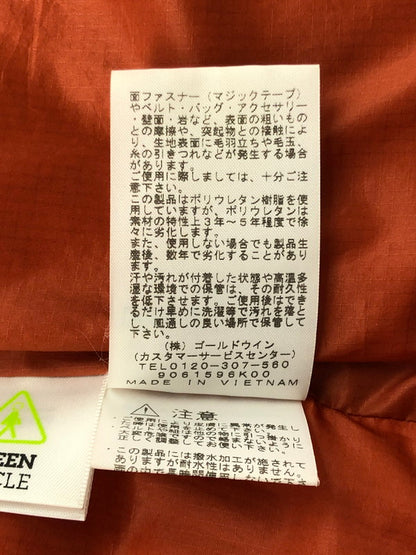 面ファスナー(マジックテープ)
やベルト・バッグ・アクセサリー
・壁面・岩など、表面の粗いもの
との摩擦や、突起物との接触によ
り、生地表面に毛羽立ちや毛玉、
糸の引きつれなどが発生する場合
があります。
ご使用に際しましては、十分ご注
意下さい。
この製品はポリウレタン樹脂を使
用していますが、ポリウレタンは
素材の特性上3年~5年程度で徐
々に劣化します。
また、使用しない場合でも製品生
産後、数年で劣化することがあり
ます。
汗や汚れが付着した状態や高温多
湿な環境での保管は、その耐久性
を低下させます。ご使用後はでき
るだけ早めに洗濯等で汚れを落と
し、風通しの良い場所で保管して
下さい。
(株) ゴールドウイン
(カスタマーサービスセンター)
TEL0120-307-560
9061596K00
MADE IN VIETNAM
注意
この製品には撥水加工が施されて
ありますが耐水性はありません。
EEN
CLE